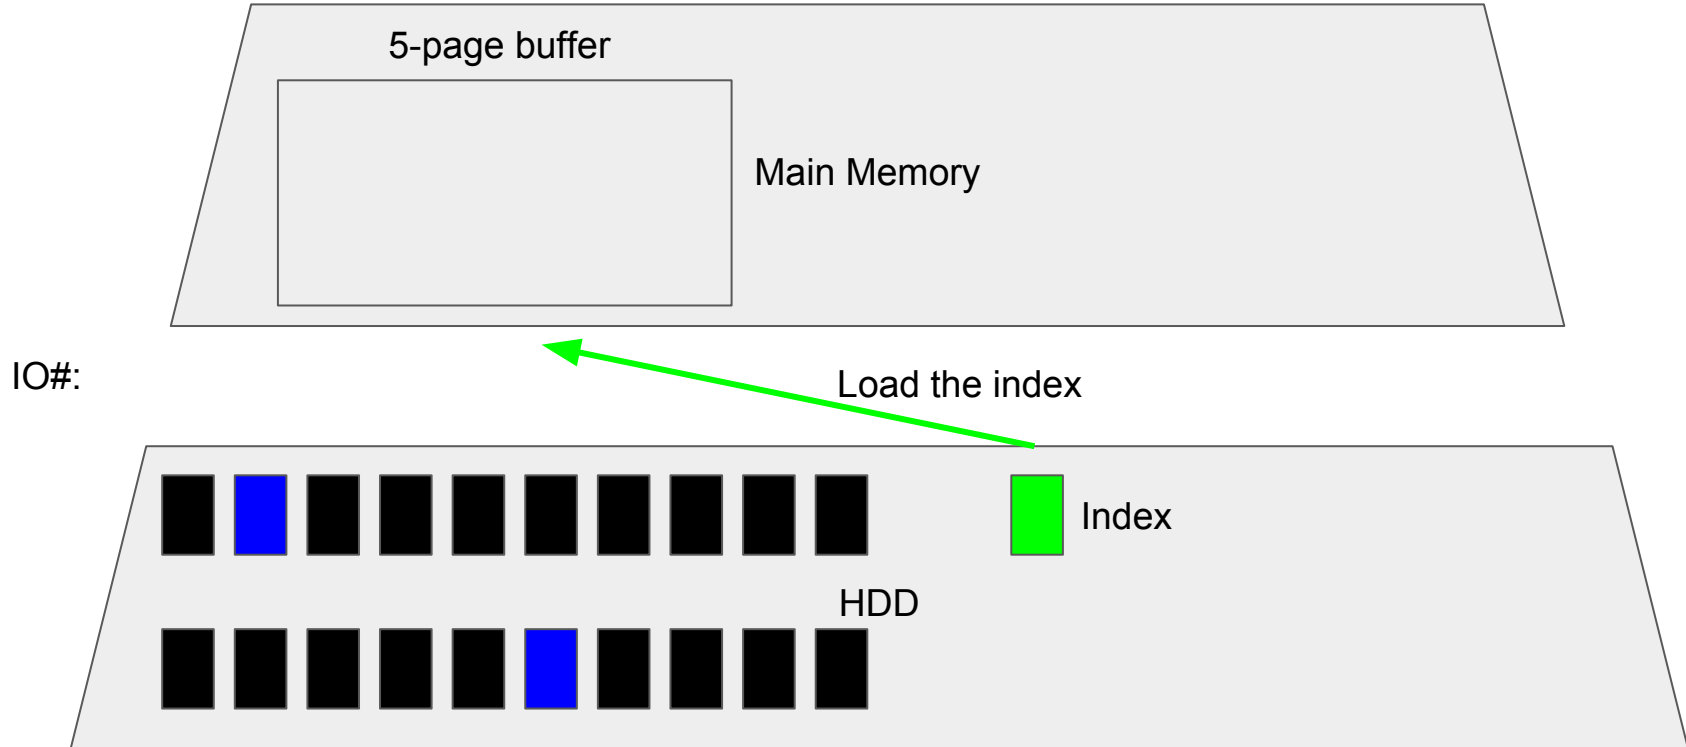 5-page buffer
Main Memory
IO#:
Load the index
Index
HDD